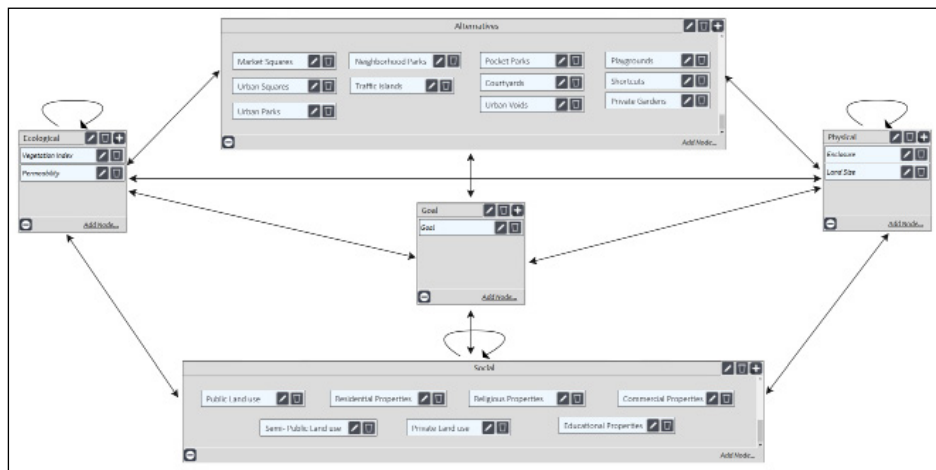 Alternatives
Market Squares
Neighborhood Parks
Pocket Parks
Playgrounds
Urban Squares
Traffic Islands
Courtyards
Shortcuts
Urban Parks
Urban Voids
Private Gardens
Add Node...
Ecological
Vegetation Index
Permeability
Add Node...
Physical
Enclosure
Land Size
Add Node...
Goal
Goal
Add Node...
Social
Public Land use
Residential Properties
Religious Properties
Commercial Properties
Semi- Public Land use
Private Land use
Educational Properties
Add Node...